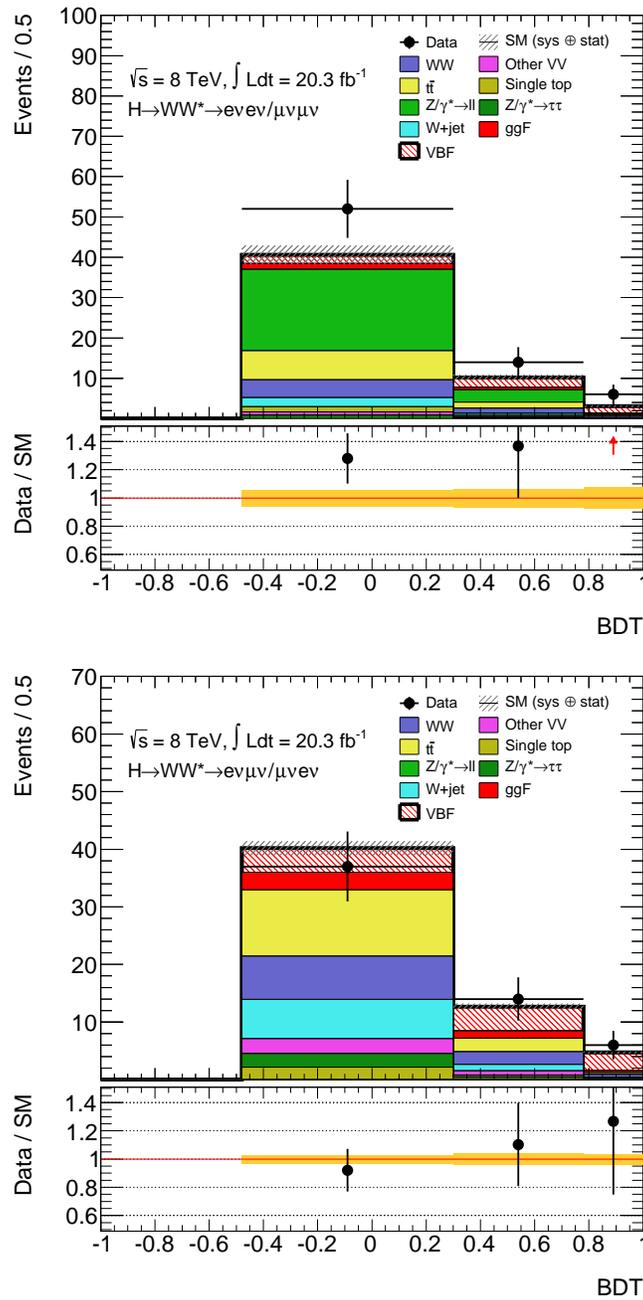 Events / 0.5
100
90
80
70
60
50
40
30
20
10
Data
SM (sys ⊕ stat)
WW
Other VV
tt̄
Single top
Z/γ*→ll
Z/γ*→ττ
W+jet
ggF
VBF
√s = 8 TeV, ∫ Ldt = 20.3 fb⁻¹
H→WW*→eνeν/μνμν
Data / SM
1.4
1.2
1
0.8
0.6
-1 -0.8 -0.6 -0.4 -0.2 0 0.2 0.4 0.6 0.8
BDT
Events / 0.5
70
60
50
40
30
20
10
Data
SM (sys ⊕ stat)
WW
Other VV
tt̄
Single top
Z/γ*→ll
Z/γ*→ττ
W+jet
ggF
VBF
√s = 8 TeV, ∫ Ldt = 20.3 fb⁻¹
H→WW*→eνμν/μνeν
Data / SM
1.4
1.2
1
0.8
0.6
-1 -0.8 -0.6 -0.4 -0.2 0 0.2 0.4 0.6 0.8
BDT